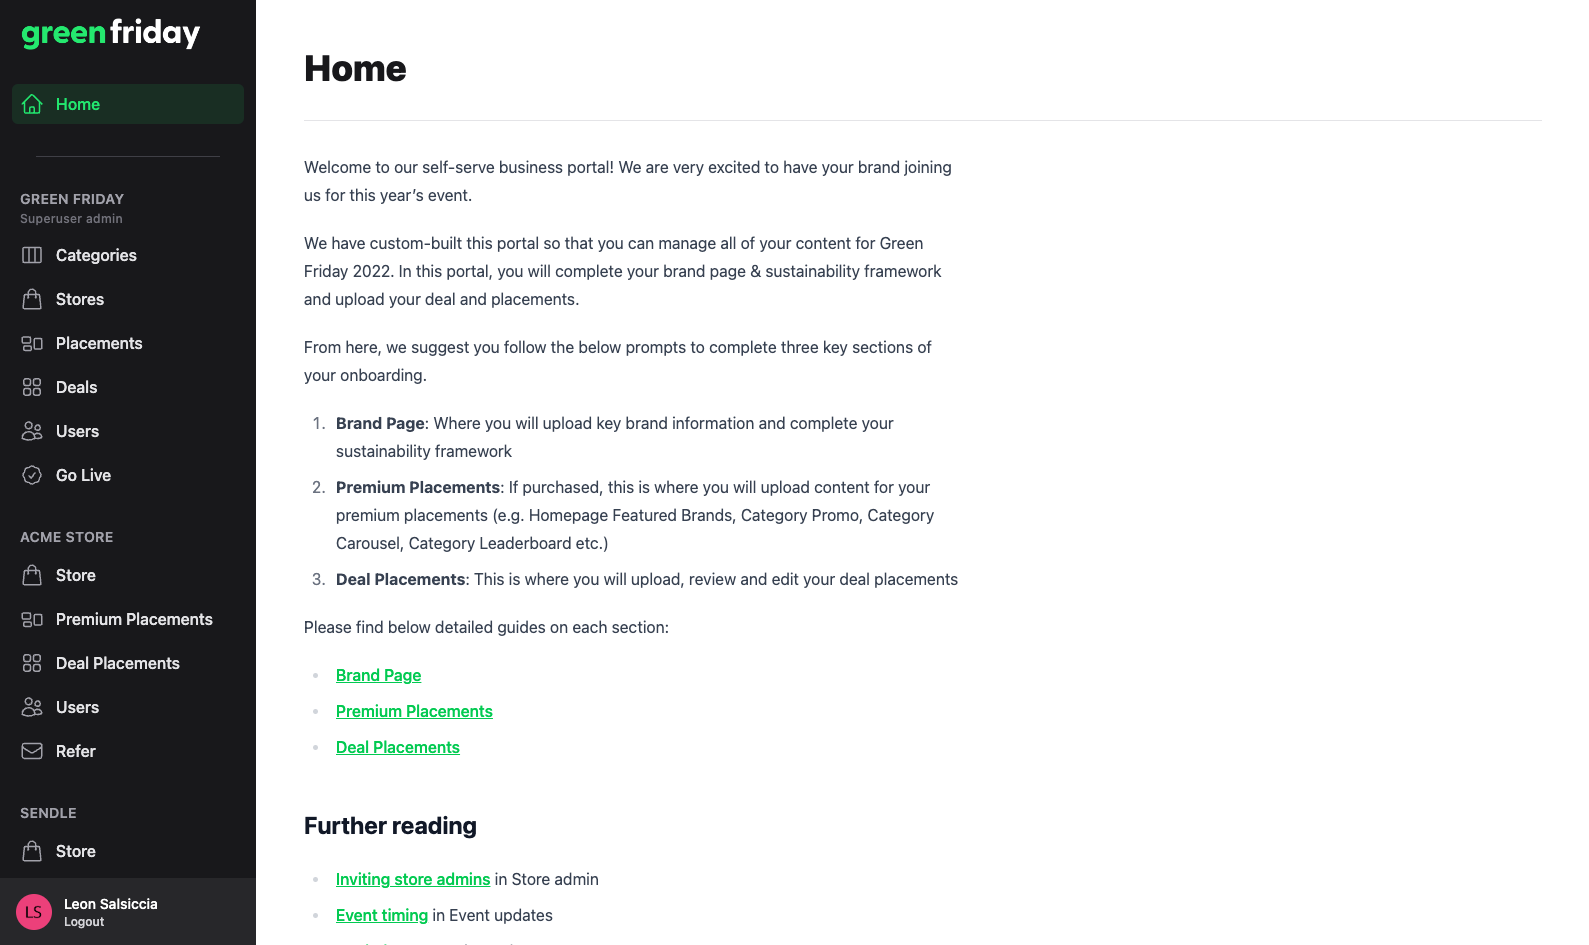 greenfriday
Home
GREEN FRIDAY
Superuser admin
Categories
Stores
Placements
Deals
Users
Go Live
ACME STORE
Store
Premium Placements
Deal Placements
Users
Refer
SENDLE
Store
LS
Leon Salsiccia
Logout
Home
Welcome to our self-serve business portal! We are very excited to have your brand joining
us for this year’s event.
We have custom-built this portal so that you can manage all of your content for Green
Friday 2022. In this portal, you will complete your brand page & sustainability framework
and upload your deal and placements.
From here, we suggest you follow the below prompts to complete three key sections of
your onboarding.
1. Brand Page: Where you will upload key brand information and complete your
sustainability framework
2. Premium Placements: If purchased, this is where you will upload content for your
premium placements (e.g. Homepage Featured Brands, Category Promo, Category
Carousel, Category Leaderboard etc.)
3. Deal Placements: This is where you will upload, review and edit your deal placements
Please find below detailed guides on each section:
Brand Page
Premium Placements
Deal Placements
Further reading
Inviting store admins in Store admin
Event timing in Event updates